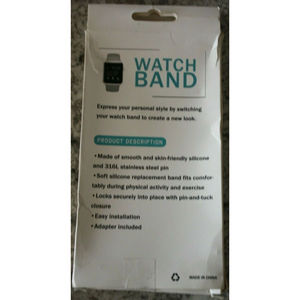 WATCH
BAND
Express your personal style by switching
your watch band to create a new look.
PRODUCT DESCRIPTION
• Made of smooth and skin-friendly silicone
and 316L stainless steel pin
• Soft silicone replacement band fits comfor-
tably during physical activity and exercise
• Locks securely into place with pin-and-tuck
closure
• Easy installation
• Adapter included
MADE IN CHINA